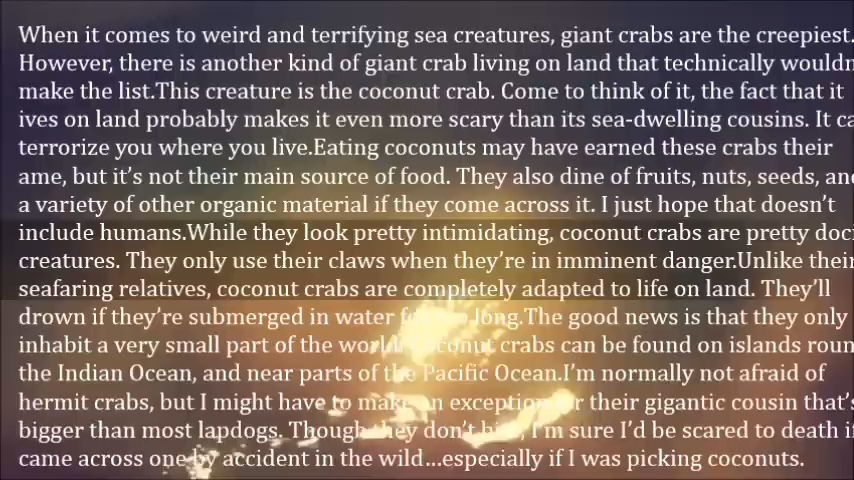 When it comes to weird and terrifying sea creatures, giant crabs are the creepiest.
However, there is another kind of giant crab living on land that technically wouldn
make the list.This creature is the coconut crab. Come to think of it, the fact that it
ives on land probably makes it even more scary than its sea-dwelling cousins. It ca
terrorize you where you live.Eating coconuts may have earned these crabs their
ame, but it’s not their main source of food. They also dine of fruits, nuts, seeds, and
a variety of other organic material if they come across it. I just hope that doesn’t
include humans.While they look pretty intimidating, coconut crabs are pretty doci
creatures. They only use their claws when they’re in imminent danger.Unlike their
seafaring relatives, coconut crabs are completely adapted to life on land. They’ll
drown if they’re submerged in water long.The good news is that they only
inhabit a very small part of the world. Coconut crabs can be found on islands roun
the Indian Ocean, and near parts of the Pacific Ocean.I’m normally not afraid of
hermit crabs, but I might have to make an exception for their gigantic cousin that’s
bigger than most lapdogs. Though they don’t I’m sure I’d be scared to death if
came across one by accident in the wild…especially if I was picking coconuts.